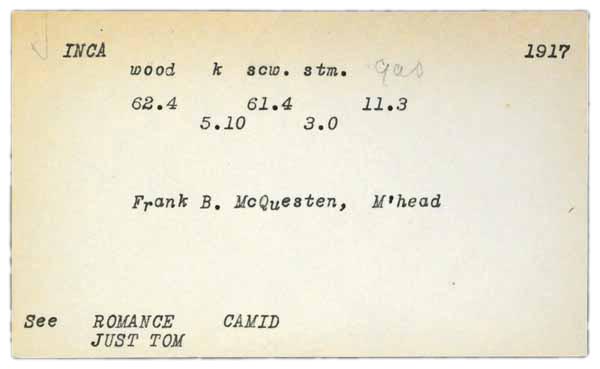 INCA 1917
wood k scw. stm. gas
62.4 61.4 11.3
5.10 3.0
Frank B. McQuesten, M'head
See ROMANCE CAMID
JUST TOM